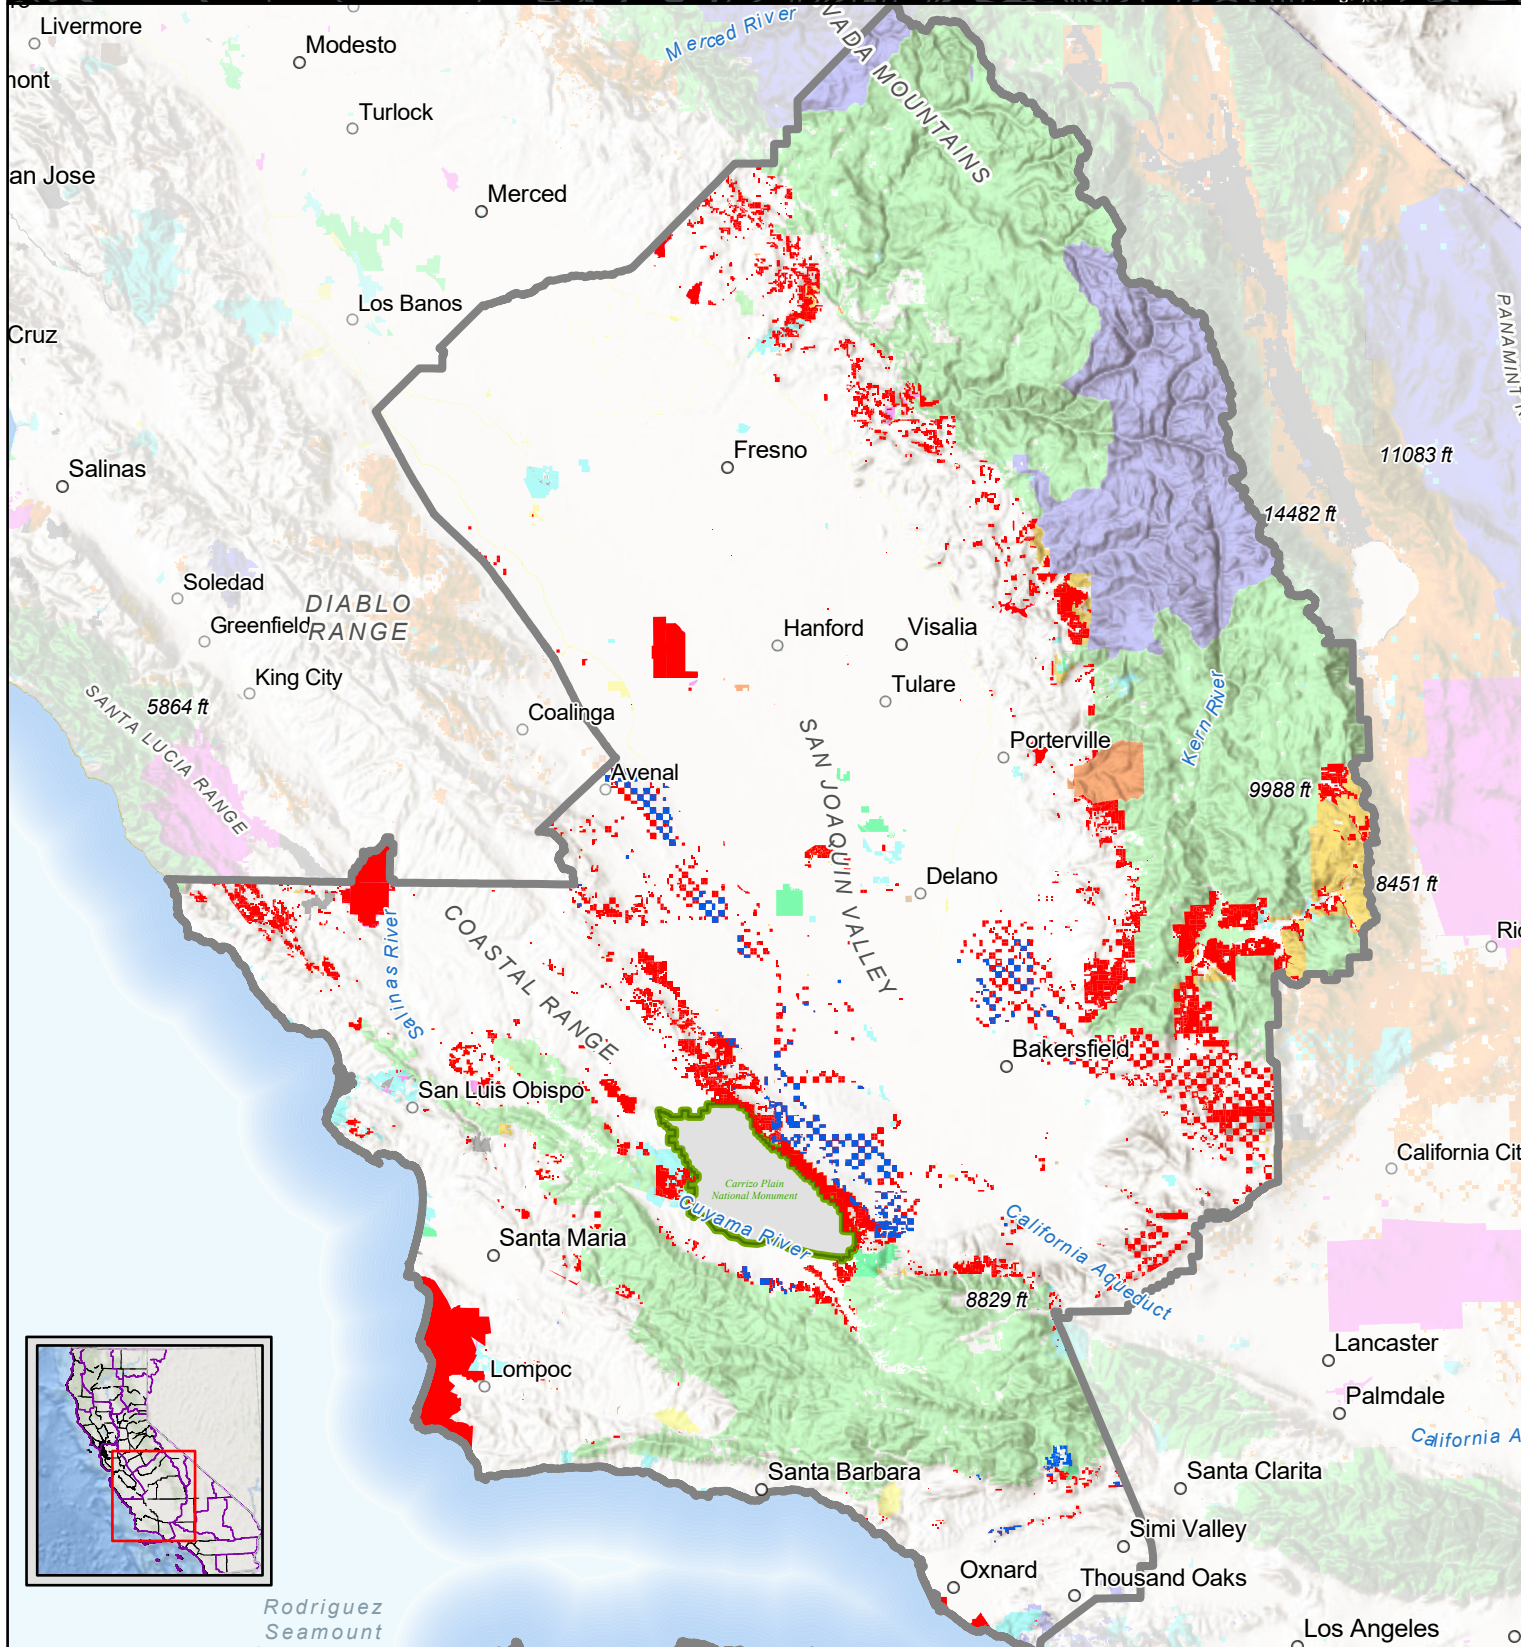 Livermore
Modesto
Merced River
VADA MOUNTAINS
mont
Turlock
an Jose
Merced
Los Banos
Cruz
PANAMINT
Fresno
11083 ft
Salinas
14482 ft
Soledad
DIABLO
RANGE
Greenfield
Hanford
Visalia
King City
Tulare
SANTA LUCIA RANGE
5864 ft
Coalinga
Kern River
SAN JOAQUIN VALLEY
Porterville
Avenal
9988 ft
Delano
8451 ft
Salinas River
COASTAL RANGE
Ric
Bakersfield
San Luis Obispo
California Cit
Carrizo Plain
National Monument
Cuyama River
Santa Maria
California Aqueduct
8829 ft
Lancaster
Lompoc
Palmdale
California A
Santa Barbara
Santa Clarita
Simi Valley
Oxnard
Thousand Oaks
Rodriguez
Seamount
Los Angeles